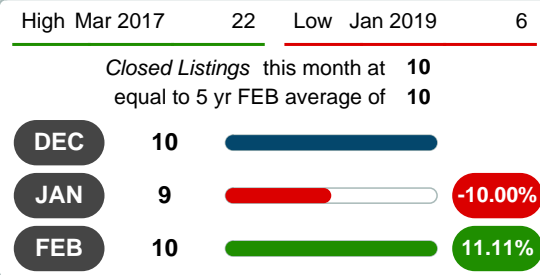 High Mar 2017 22 Low Jan 2019 6
Closed Listings this month at 10
equal to 5 yr FEB average of 10
DEC 10
JAN 9 -10.00%
FEB 10 11.11%